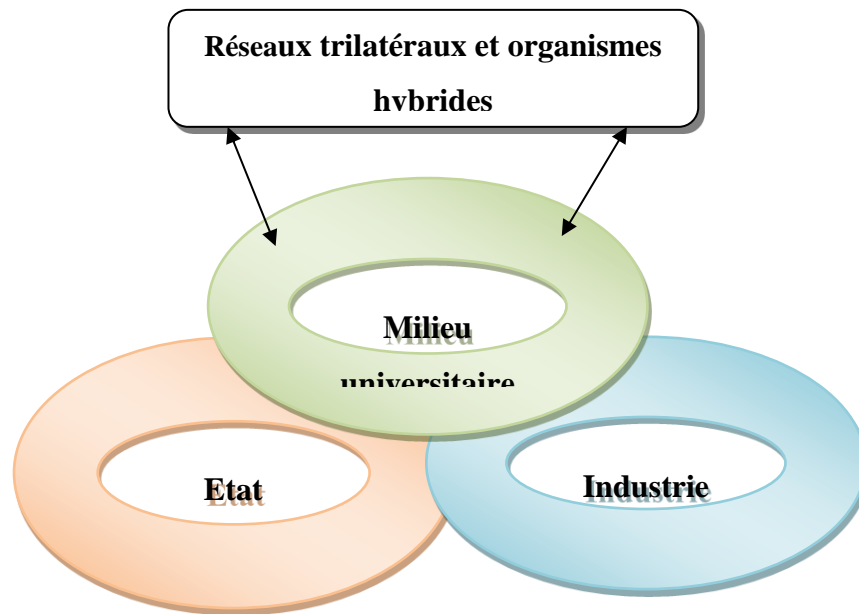 Réseaux trilatéraux et organismes
hybrides
Milieu
universitaire
Etat
Industrie